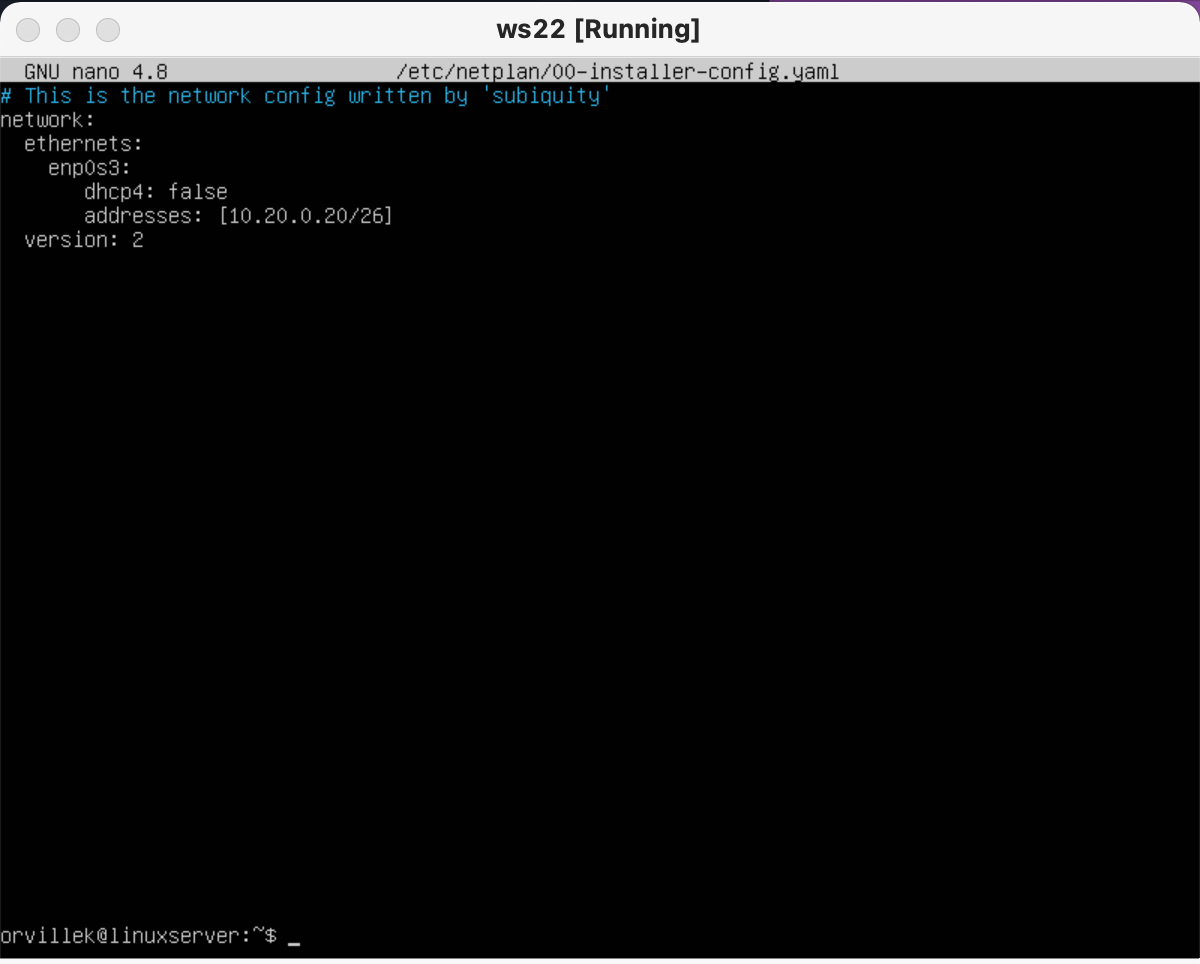 ws22 [Running]
GNU nano 4.8 /etc/netplan/00-installer-config.yaml
# This is the network config written by 'subiquity'
network:
  ethernets:
    enp0s3:
       dhcp4: false
       addresses: [10.20.0.20/26]
  version: 2
orvillek@linuxserver:~$ _